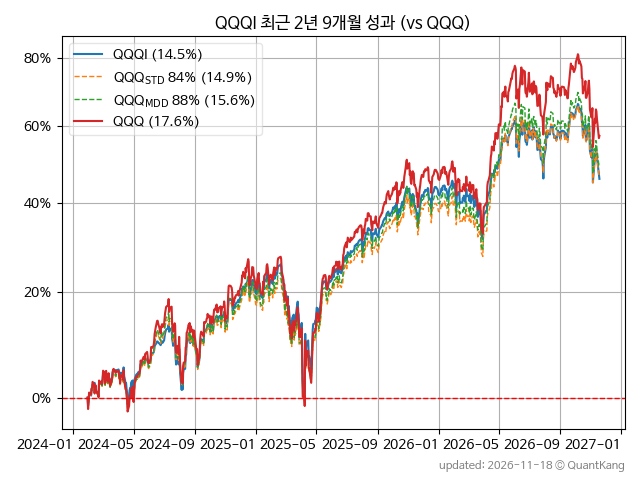 QQQI 최근 2년 9개월 성과 (vs QQQ)
QQQI (14.5%)
QQQSTD 84% (14.9%)
QQQMDD 88% (15.6%)
QQQ (17.6%)
80%
60%
40%
20%
0%
2024-01 2024-05 2024-09 2025-01 2025-05 2025-09 2026-01 2026-05 2026-09 2027-01
updated: 2026-11-18 © QuantKang